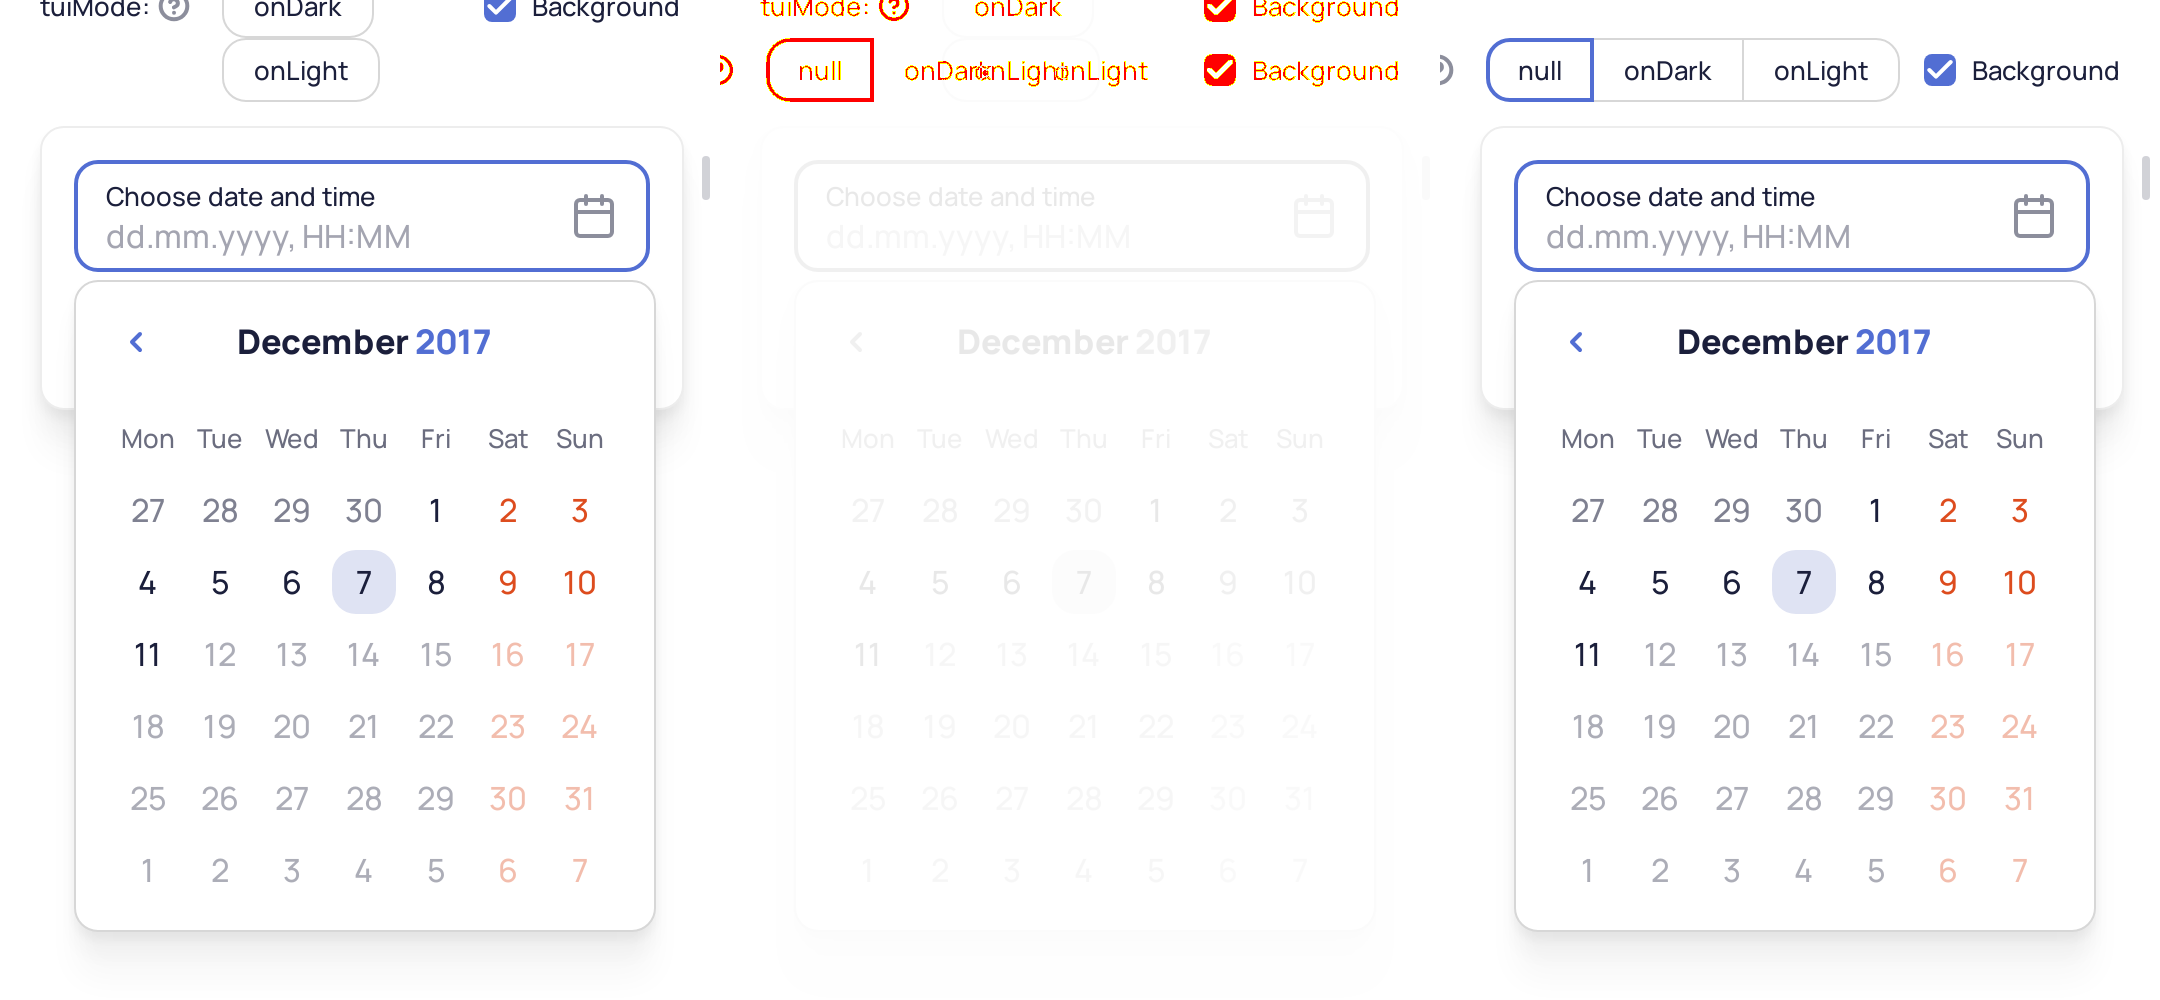 tuiMode: onDark Background
onLight
Choose date and time
dd.mm.yyyy, HH:MM
December 2017
Mon Tue Wed Thu Fri Sat Sun
27 28 29 30 1 2 3
4 5 6 7 8 9 10
11 12 13 14 15 16 17
18 19 20 21 22 23 24
25 26 27 28 29 30 31
1 2 3 4 5 6 7
tuiMode: onDark Background
null onDark onLight onLight Background
Choose date and time
dd.mm.yyyy, HH:MM
December 2017
Mon Tue Wed Thu Fri Sat Sun
27 28 29 30 1 2 3
4 5 6 7 8 9 10
11 12 13 14 15 16 17
18 19 20 21 22 23 24
25 26 27 28 29 30 31
1 2 3 4 5 6 7
null onDark onLight Background
Choose date and time
dd.mm.yyyy, HH:MM
December 2017
Mon Tue Wed Thu Fri Sat Sun
27 28 29 30 1 2 3
4 5 6 7 8 9 10
11 12 13 14 15 16 17
18 19 20 21 22 23 24
25 26 27 28 29 30 31
1 2 3 4 5 6 7